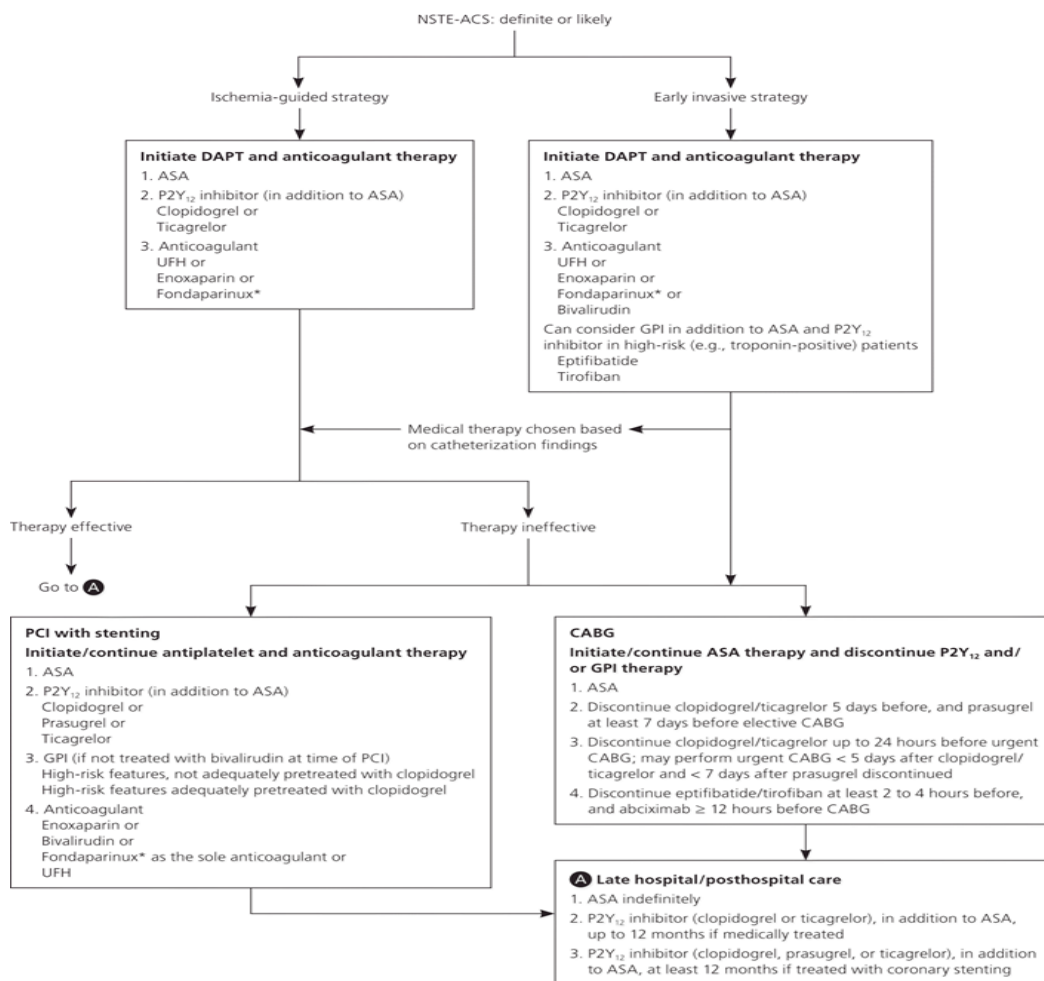 NSTE-ACS: definite or likely
Ischemia-guided strategy
Early invasive strategy
Initiate DAPT and anticoagulant therapy
1. ASA
2. P2Y₁₂ inhibitor (in addition to ASA)
Clopidogrel or
Ticagrelor
3. Anticoagulant
UFH or
Enoxaparin or
Fondaparinux*
Initiate DAPT and anticoagulant therapy
1. ASA
2. P2Y₁₂ inhibitor (in addition to ASA)
Clopidogrel or
Ticagrelor
3. Anticoagulant
UFH or
Enoxaparin or
Fondaparinux* or
Bivalirudin
Can consider GPI in addition to ASA and P2Y₁₂
inhibitor in high-risk (e.g., troponin-positive) patients
Eptifibatide
Tirofiban
Medical therapy chosen based
on catheterization findings
Therapy effective
Therapy ineffective
Go to A
PCI with stenting
Initiate/continue antiplatelet and anticoagulant therapy
1. ASA
2. P2Y₁₂ inhibitor (in addition to ASA)
Clopidogrel or
Prasugrel or
Ticagrelor
3. GPI (if not treated with bivalirudin at time of PCI)
High-risk features, not adequately pretreated with clopidogrel
High-risk features adequately pretreated with clopidogrel
4. Anticoagulant
Enoxaparin or
Bivalirudin or
Fondaparinux* as the sole anticoagulant or
UFH
CABG
Initiate/continue ASA therapy and discontinue P2Y₁₂ and/
or GPI therapy
1. ASA
2. Discontinue clopidogrel/ticagrelor 5 days before, and prasugrel
at least 7 days before elective CABG
3. Discontinue clopidogrel/ticagrelor up to 24 hours before urgent
CABG; may perform urgent CABG < 5 days after clopidogrel/
ticagrelor and < 7 days after prasugrel discontinued
4. Discontinue eptifibatide/tirofiban at least 2 to 4 hours before,
and abciximab ≥ 12 hours before CABG
A Late hospital/posthospital care
1. ASA indefinitely
2. P2Y₁₂ inhibitor (clopidogrel or ticagrelor), in addition to ASA,
up to 12 months if medically treated
3. P2Y₁₂ inhibitor (clopidogrel, prasugrel, or ticagrelor), in addition
to ASA, at least 12 months if treated with coronary stenting